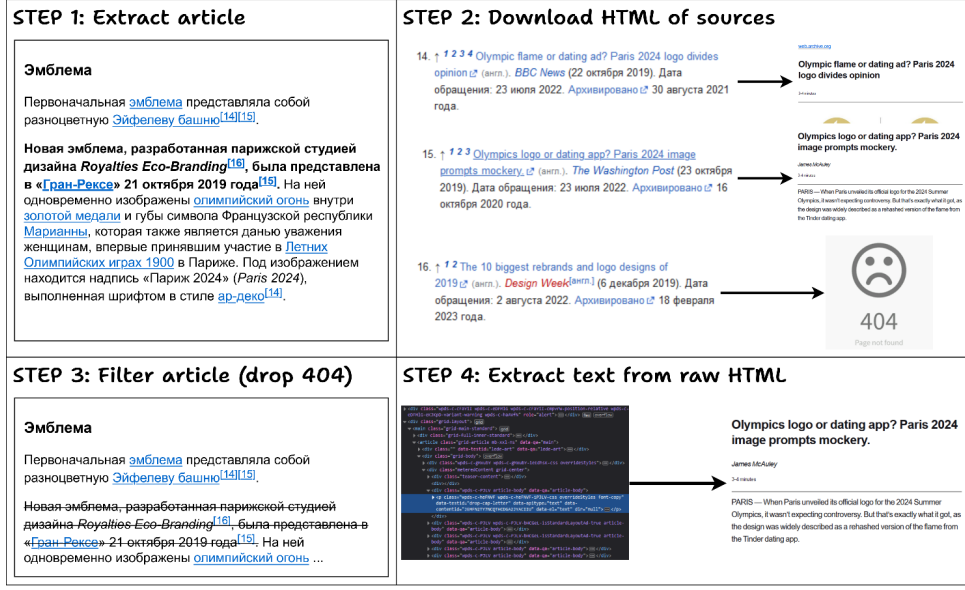 STEP 1: Extract article
Эмблема
Первоначальная эмблема представляла собой
разноцветную Эйфелеву башню[14][15].
Новая эмблема, разработанная парижской студией
дизайна Royalties Eco-Branding[16], была представлена
в «Гран-Рексе» 21 октября 2019 года[15]. На ней
одновременно изображены олимпийский огонь внутри
золотой медали и губы символа Французской республики
Марианны, которая также является данью уважения
женщинам, впервые принявшим участие в Летних
Олимпийских играх 1900 в Париже. Под изображением
находится надпись «Париж 2024» (Paris 2024),
выполненная шрифтом в стиле ар-деко[14].
STEP 2: Download HTML of sources
14. ↑ 1 2 3 4 Olympic flame or dating ad? Paris 2024 logo divides
opinion (англ.). BBC News (22 октября 2019). Дата
обращения: 23 июля 2022. Архивировано 30 августа 2021
года.
web.archive.org
Olympic flame or dating ad? Paris 2024
logo divides opinion
15. ↑ 1 2 3 Olympics logo or dating app? Paris 2024 image
prompts mockery. (англ.). The Washington Post (23 октября
2019). Дата обращения: 23 июля 2022. Архивировано 16
октября 2020 года.
Olympics logo or dating app? Paris 2024
image prompts mockery.
James McAuley
3-4 minutes
PARIS — When Paris unveiled its official logo for the 2024 Summer
Olympics, it wasn't expecting controversy. But that's exactly what it got, as
the design was widely described as a rehashed version of the flame from
the Tinder dating app.
16. ↑ 1 2 The 10 biggest rebrands and logo designs of
2019 (англ.). Design Week[англ.] (6 декабря 2019). Дата
обращения: 2 августа 2022. Архивировано 18 февраля
2023 года.
404
Page not found
STEP 3: Filter article (drop 404)
Эмблема
Первоначальная эмблема представляла собой
разноцветную Эйфелеву башню[14][15].
Новая эмблема, разработанная парижской студией
дизайна Royalties Eco-Branding[16], была представлена в
«Гран-Рексе» 21 октября 2019 года[15]. На ней
одновременно изображены олимпийский огонь ...
STEP 4: Extract text from raw HTML
Olympics logo or dating app? Paris 2024
image prompts mockery.
James McAuley
3–4 minutes
PARIS — When Paris unveiled its official logo for the 2024 Summer
Olympics, it wasn't expecting controversy. But that's exactly what it got, as
the design was widely described as a rehashed version of the flame from
the Tinder dating app.